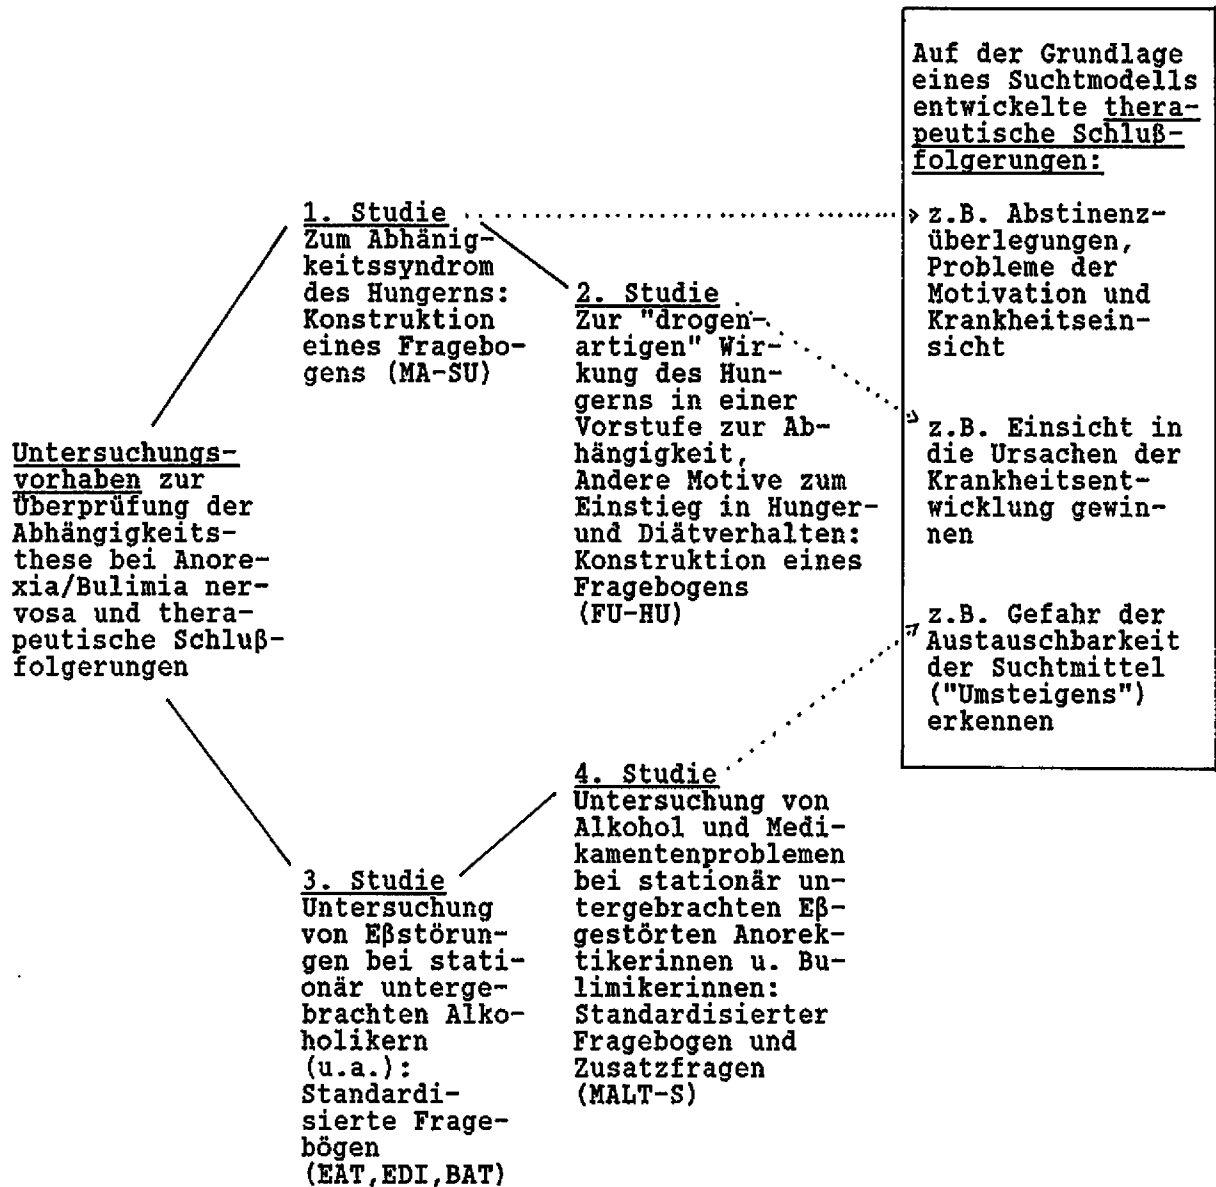 Untersuchungs-
vorhaben zur
Überprüfung der
Abhängigkeits-
these bei Anore-
xia/Bulimia ner-
vosa und thera-
peutische Schluß-
folgerungen
1. Studie
Zum Abhänig-
keitssyndrom
des Hungerns:
Konstruktion
eines Fragebo-
gens (MA-SU)
2. Studie
Zur "drogen-
artigen" Wir-
kung des Hun-
gerns in einer
Vorstufe zur Ab-
hängigkeit,
Andere Motive zum
Einstieg in Hunger-
und Diätverhalten:
Konstruktion eines
Fragebogens
(FU-HU)
3. Studie
Untersuchung
von Eßstörun-
gen bei stati-
onär unterge-
brachten Alko-
holikern
(u.a.):
Standardi-
sierte Frage-
bögen
(EAT,EDI,BAT)
4. Studie
Untersuchung von
Alkohol und Medi-
kamentenproblemen
bei stationär un-
tergebrachten Eß-
gestörten Anorek-
tikerinnen u. Bu-
limikerinnen:
Standardisierter
Fragebogen und
Zusatzfragen
(MALT-S)
Auf der Grundlage
eines Suchtmodells
entwickelte thera-
peutische Schluß-
folgerungen:
z.B. Abstinenz-
überlegungen,
Probleme der
Motivation und
Krankheitsein-
sicht
z.B. Einsicht in
die Ursachen der
Krankheitsent-
wicklung gewin-
nen
z.B. Gefahr der
Austauschbarkeit
der Suchtmittel
("Umsteigens")
erkennen